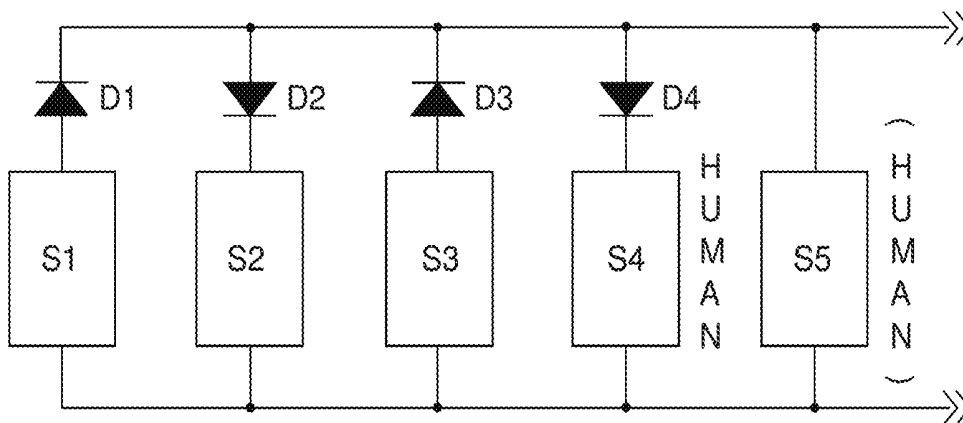 D1
D2
D3
D4
S1
S2
S3
S4
HUMAN
S5
(HUMAN)